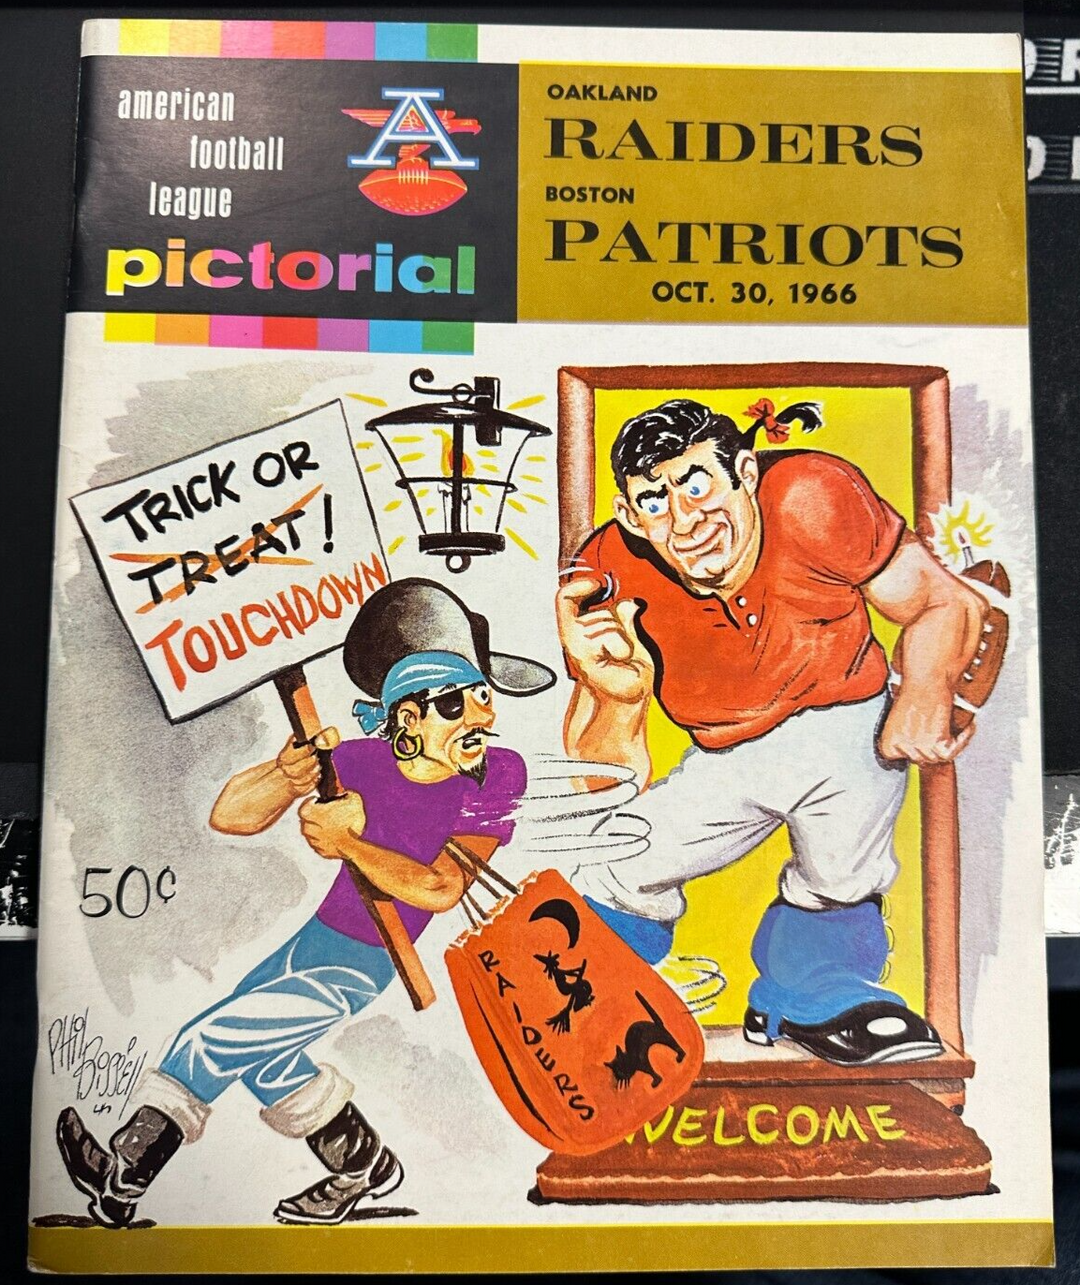 american
football
league
pictorial
A
OAKLAND
RAIDERS
BOSTON
PATRIOTS
OCT. 30, 1966
TRICK OR
TREAT!
TOUCHDOWN
50¢
RAIDERS
WELCOME
PHIL
BISSELL